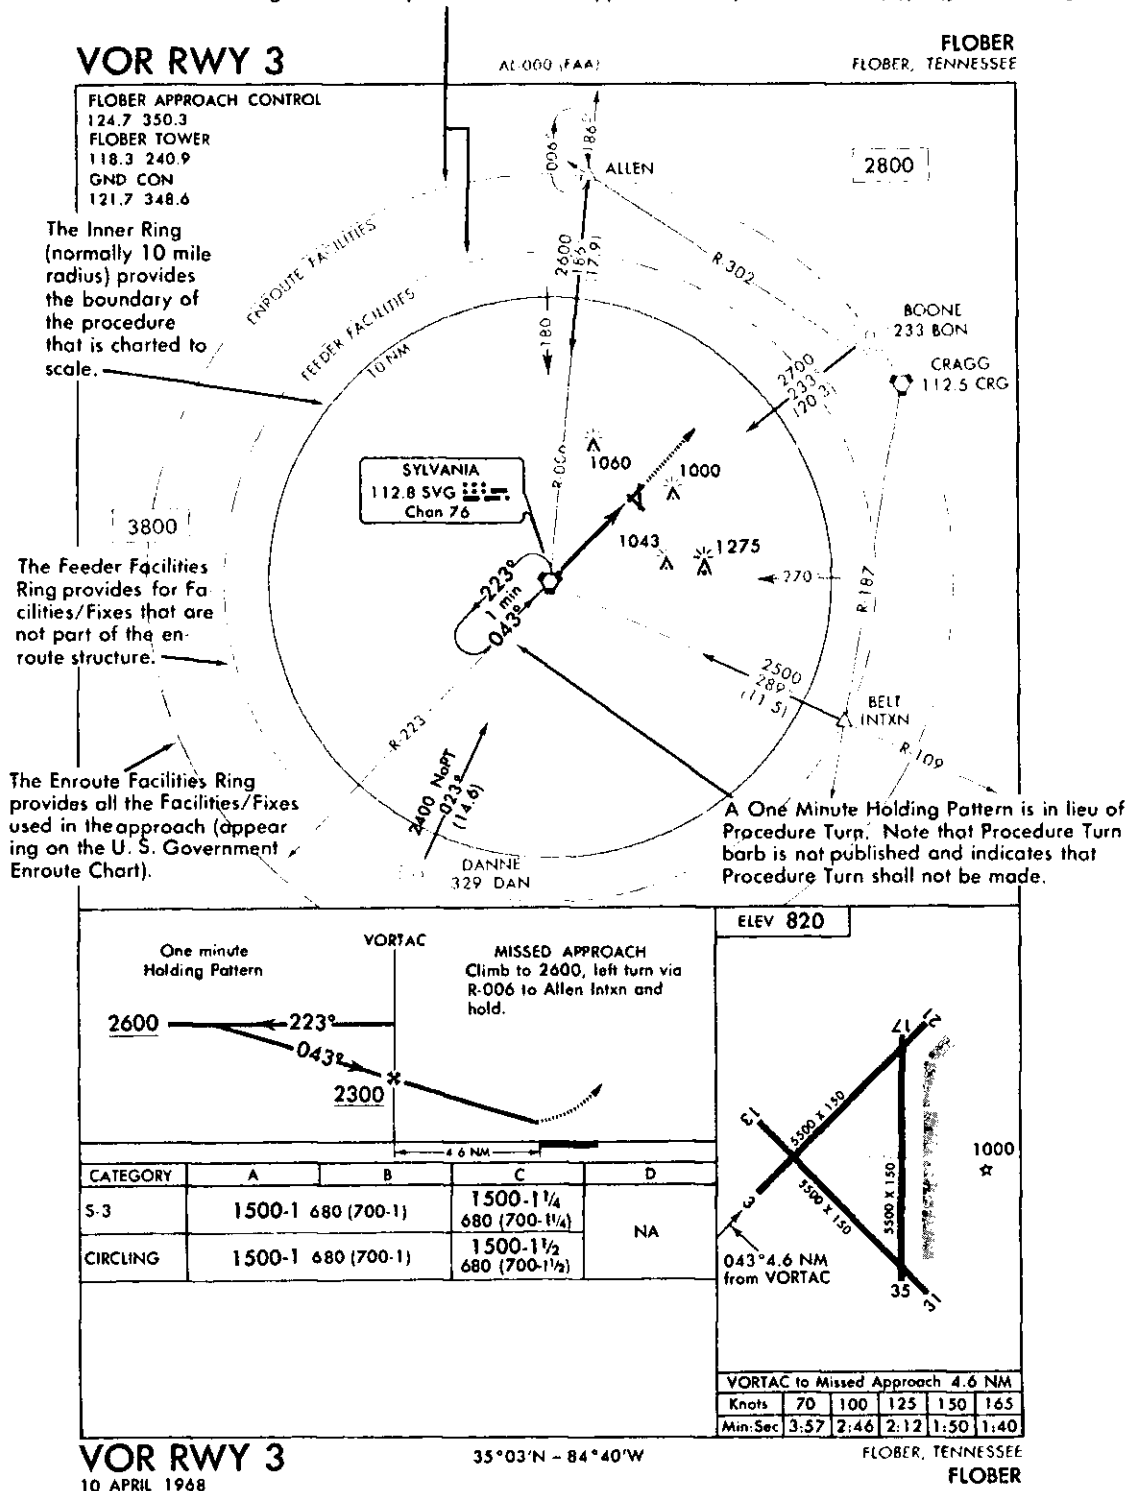 VOR RWY 3
AL-000 (FAA)
FLOBER
FLOBER, TENNESSEE
FLOBER APPROACH CONTROL
124.7 350.3
FLOBER TOWER
118.3 240.9
GND CON
121.7 348.6
The Inner Ring
(normally 10 mile
radius) provides
the boundary of
the procedure
that is charted to
scale.
ENROUTE FACILITIES
FEEDER FACILITIES
10 NM
006°
186°
ALLEN
2800
2600
186
(17.9)
180
R-302
BOONE
233 BON
CRAGG
112.5 CRG
2700
233°
(20.3)
R-006
1060
1000
SYLVANIA
112.8 SVG
Chan 76
3800
1043
1275
270
R-187
The Feeder Facilities
Ring provides for Fa
cilities/Fixes that are
not part of the en-
route structure.
223°
1 min
043°
2500
289
(11.5)
BELT
INTXN
R-109
R-223
2400 NoPT
023°
(14.6)
DANNE
329 DAN
The Enroute Facilities Ring
provides all the Facilities/Fixes
used in the approach (appear
ing on the U. S. Government
Enroute Chart).
A One Minute Holding Pattern is in lieu of
Procedure Turn. Note that Procedure Turn
barb is not published and indicates that
Procedure Turn shall not be made.
One minute
Holding Pattern
VORTAC
MISSED APPROACH
Climb to 2600, left turn via
R-006 to Allen Intxn and
hold.
2600
223°
043°
2300
4.6 NM
ELEV 820
17
21
13
5500 X 150
5500 X 150
5500 X 150
1000
3
35
31
043° 4.6 NM
from VORTAC
CATEGORY A B C D
S-3 1500-1 680 (700-1) 1500-1¼ 680 (700-1¼) NA
CIRCLING 1500-1 680 (700-1) 1500-1½ 680 (700-1½)
VORTAC to Missed Approach 4.6 NM
Knots 70 100 125 150 165
Min:Sec 3:57 2:46 2:12 1:50 1:40
VOR RWY 3
10 APRIL 1968
35°03'N – 84°40'W
FLOBER, TENNESSEE
FLOBER